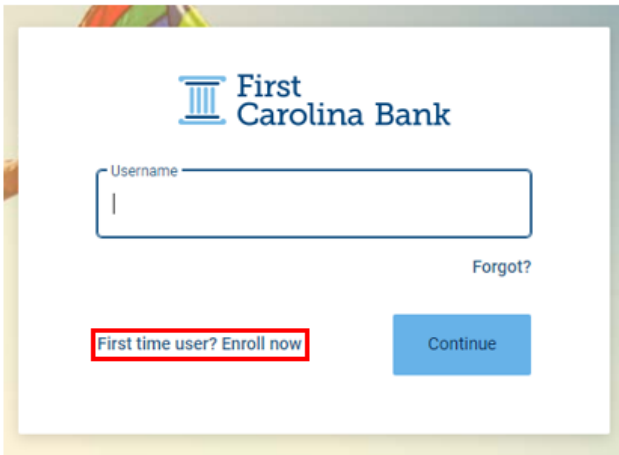 First
Carolina Bank
Username
Forgot?
First time user? Enroll now
Continue